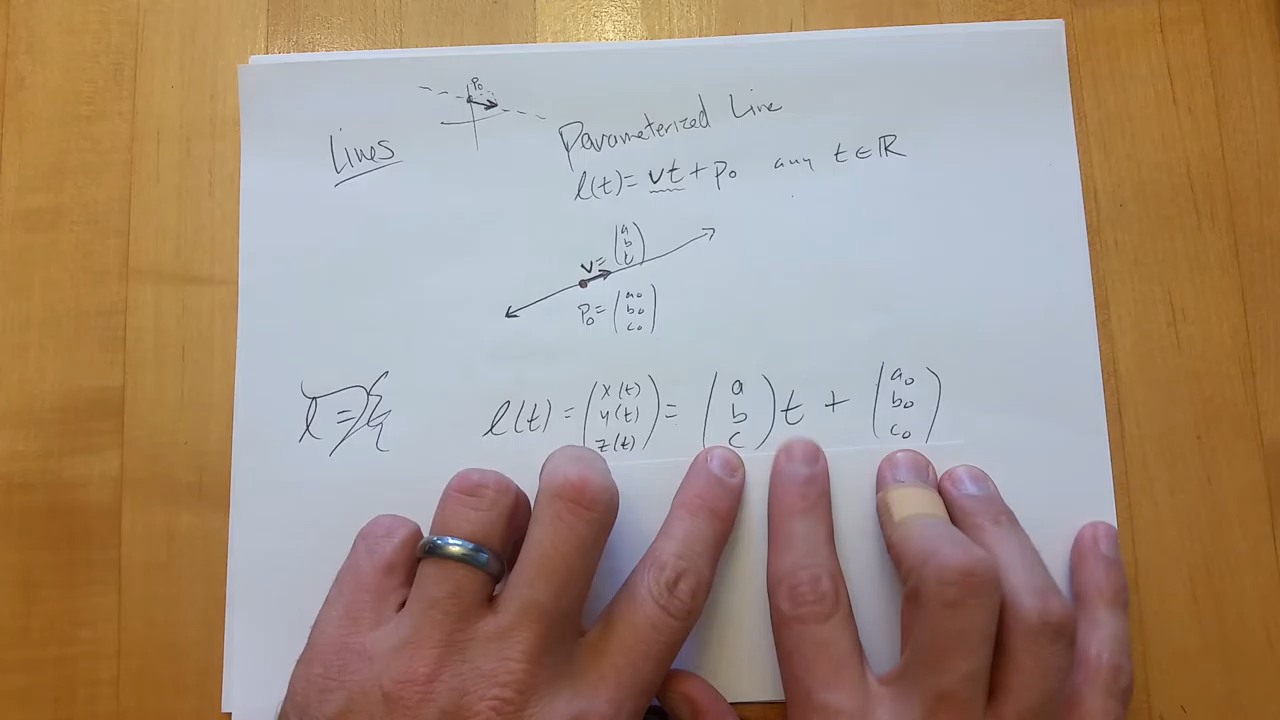 P₀
Parameterized Line
Lines
l(t) = vt + p₀ any t ∈ ℝ
v = (a b t)
P₀ = (a₀ b₀ c₀)
l(t) = (x(t) y(t) z(t)) = (a b c) t + (a₀ b₀ c₀)